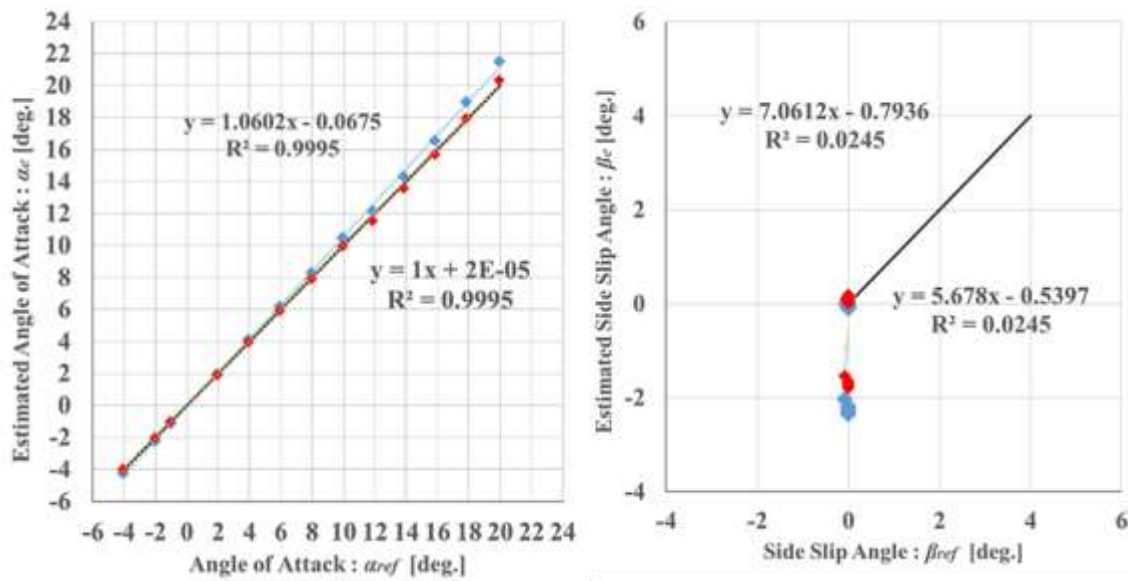 Estimated Angle of Attack : αe [deg.]
24
22
20
18
16
14
12
10
8
6
4
2
0
-2
-4
-6
y = 1.0602x - 0.0675
R² = 0.9995
y = 1x + 2E-05
R² = 0.9995
-6 -4 -2 0 2 4 6 8 10 12 14 16 18 20 22 24
Angle of Attack : αref [deg.]
Estimated Side Slip Angle : βe [deg.]
6
4
2
0
-2
-4
y = 7.0612x - 0.7936
R² = 0.0245
y = 5.678x - 0.5397
R² = 0.0245
-4 -2 0 2 4 6
Side Slip Angle : βref [deg.]